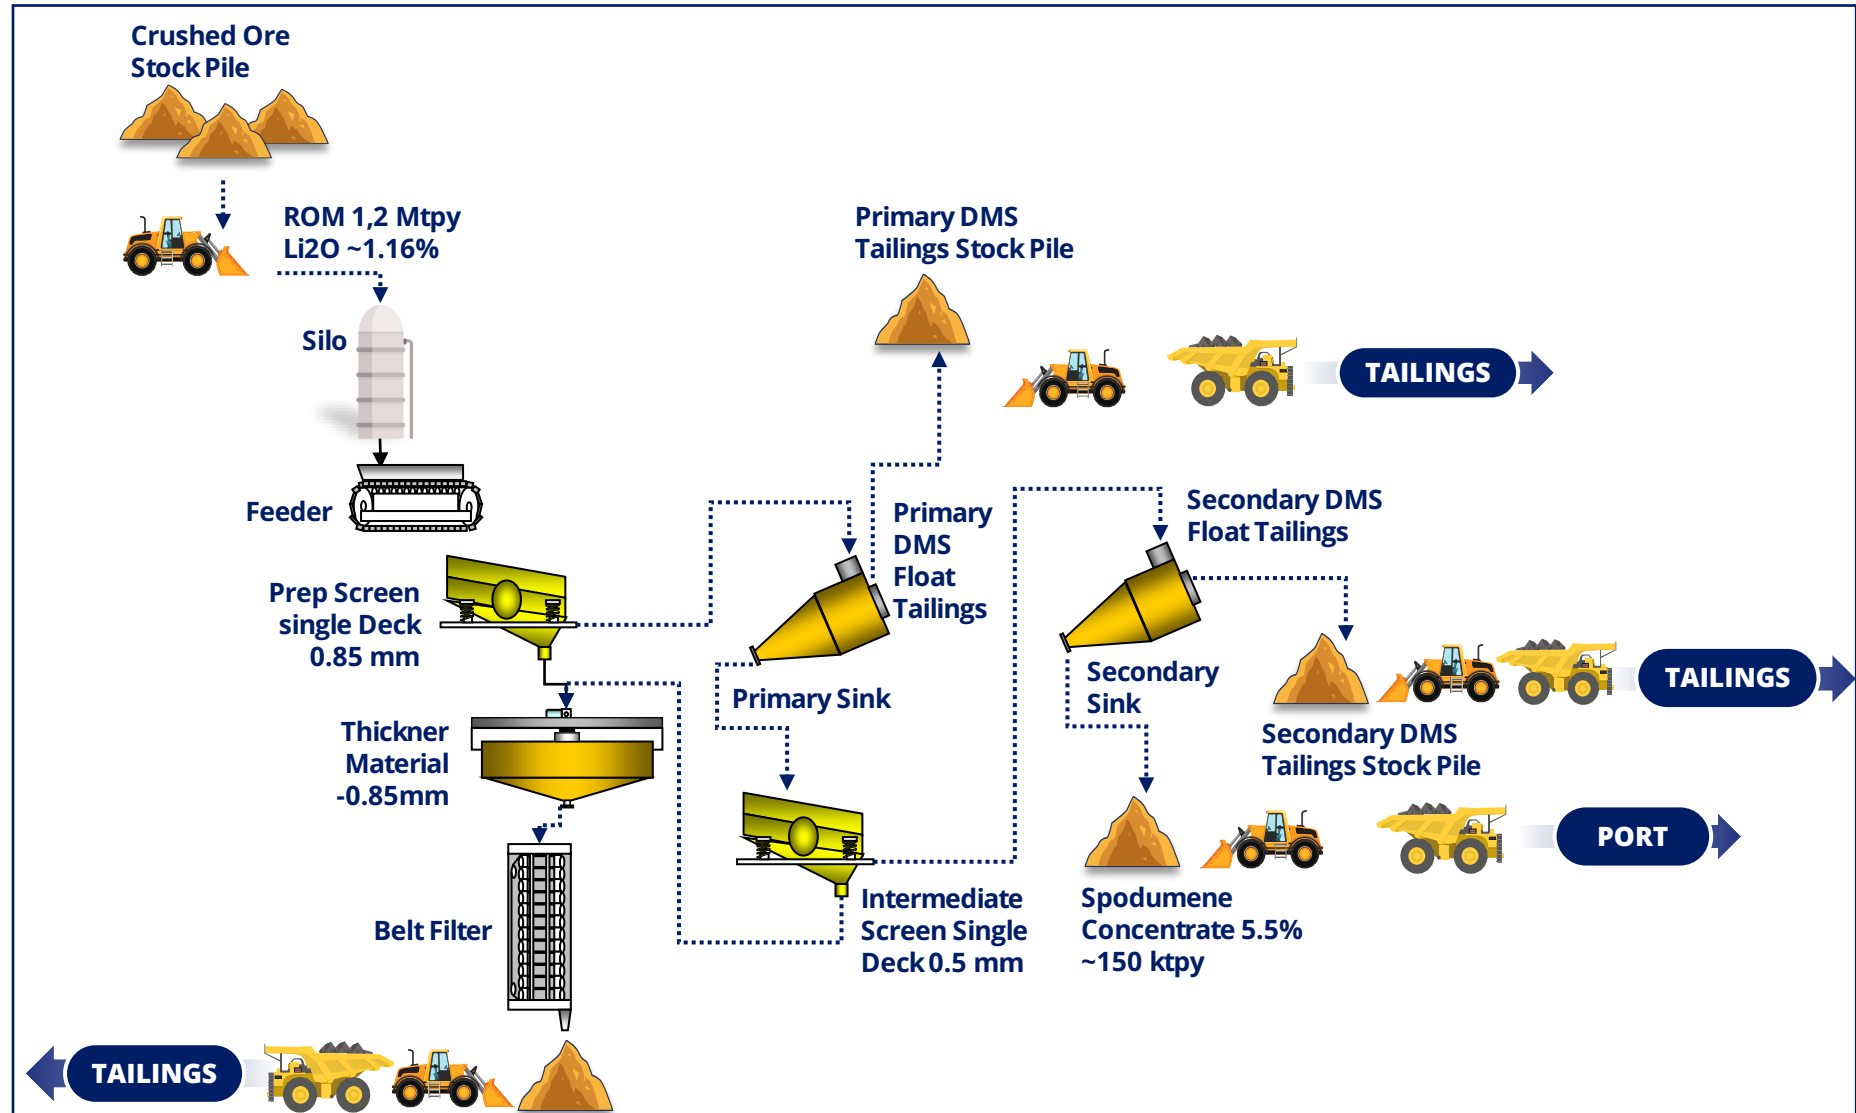 Crushed Ore
Stock Pile
ROM 1,2 Mtpy
Li2O ~1.16%
Silo
Feeder
Prep Screen
single Deck
0.85 mm
Thickner
Material
-0.85mm
Belt Filter
TAILINGS
Primary DMS
Tailings Stock Pile
TAILINGS
Primary
DMS
Float
Tailings
Primary Sink
Intermediate
Screen Single
Deck 0.5 mm
Secondary DMS
Float Tailings
Secondary
Sink
TAILINGS
Secondary DMS
Tailings Stock Pile
Spodumene
Concentrate 5.5%
~150 ktpy
PORT